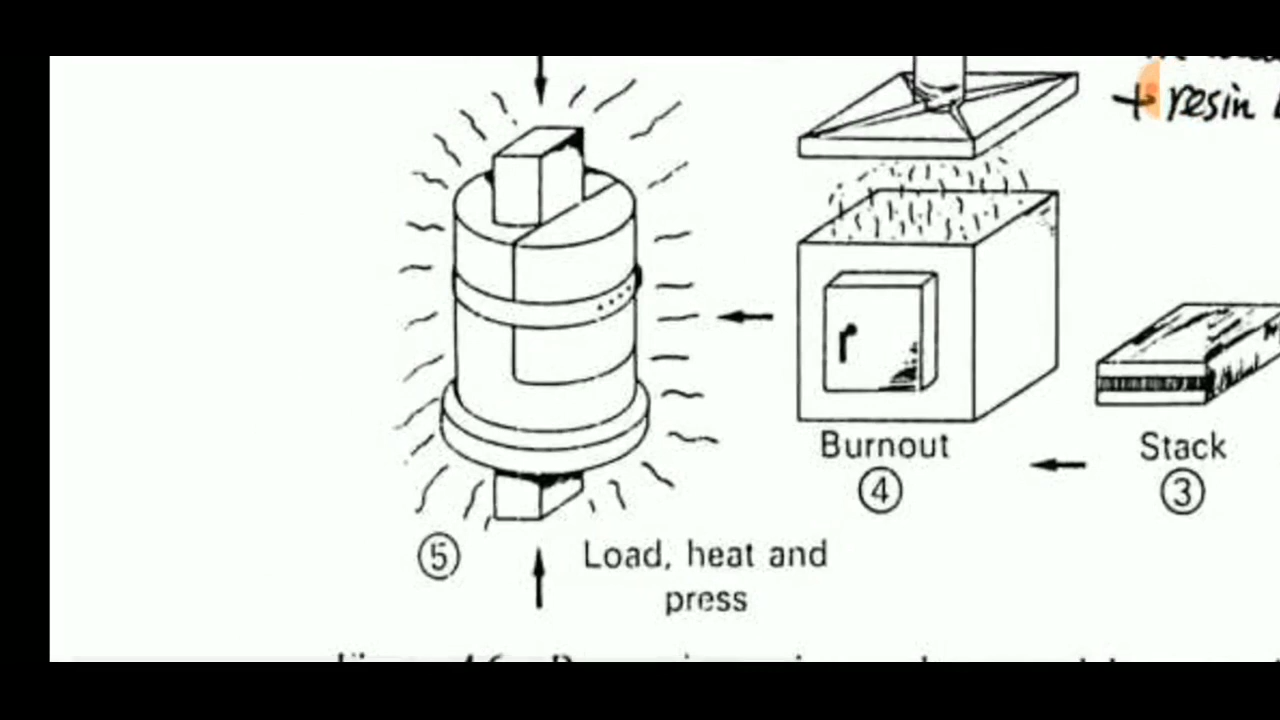 + resin
Burnout
④
Stack
③
⑤
Load, heat and
press